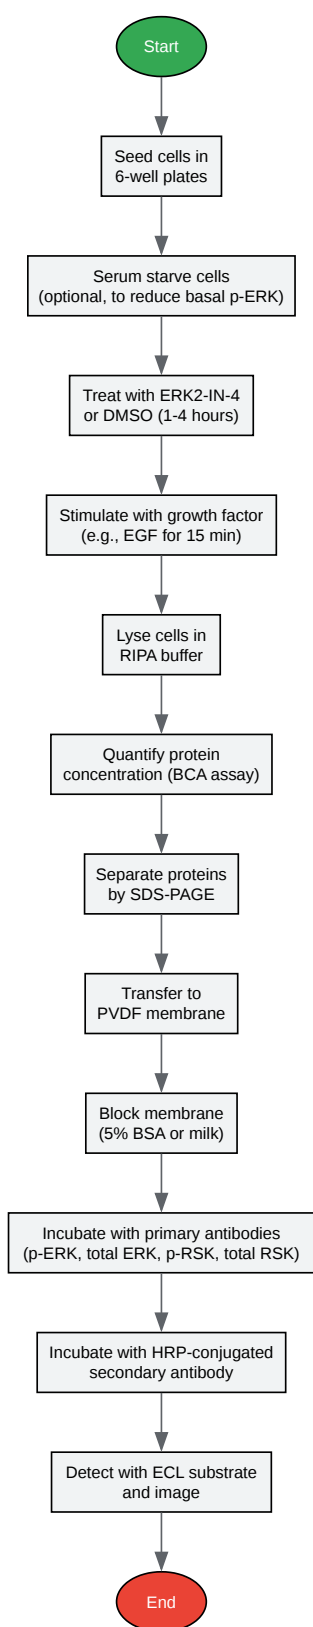 Start
Seed cells in
6-well plates
Serum starve cells
(optional, to reduce basal p-ERK)
Treat with ERK2-IN-4
or DMSO (1-4 hours)
Stimulate with growth factor
(e.g., EGF for 15 min)
Lyse cells in
RIPA buffer
Quantify protein
concentration (BCA assay)
Separate proteins
by SDS-PAGE
Transfer to
PVDF membrane
Block membrane
(5% BSA or milk)
Incubate with primary antibodies
(p-ERK, total ERK, p-RSK, total RSK)
Incubate with HRP-conjugated
secondary antibody
Detect with ECL substrate
and image
End